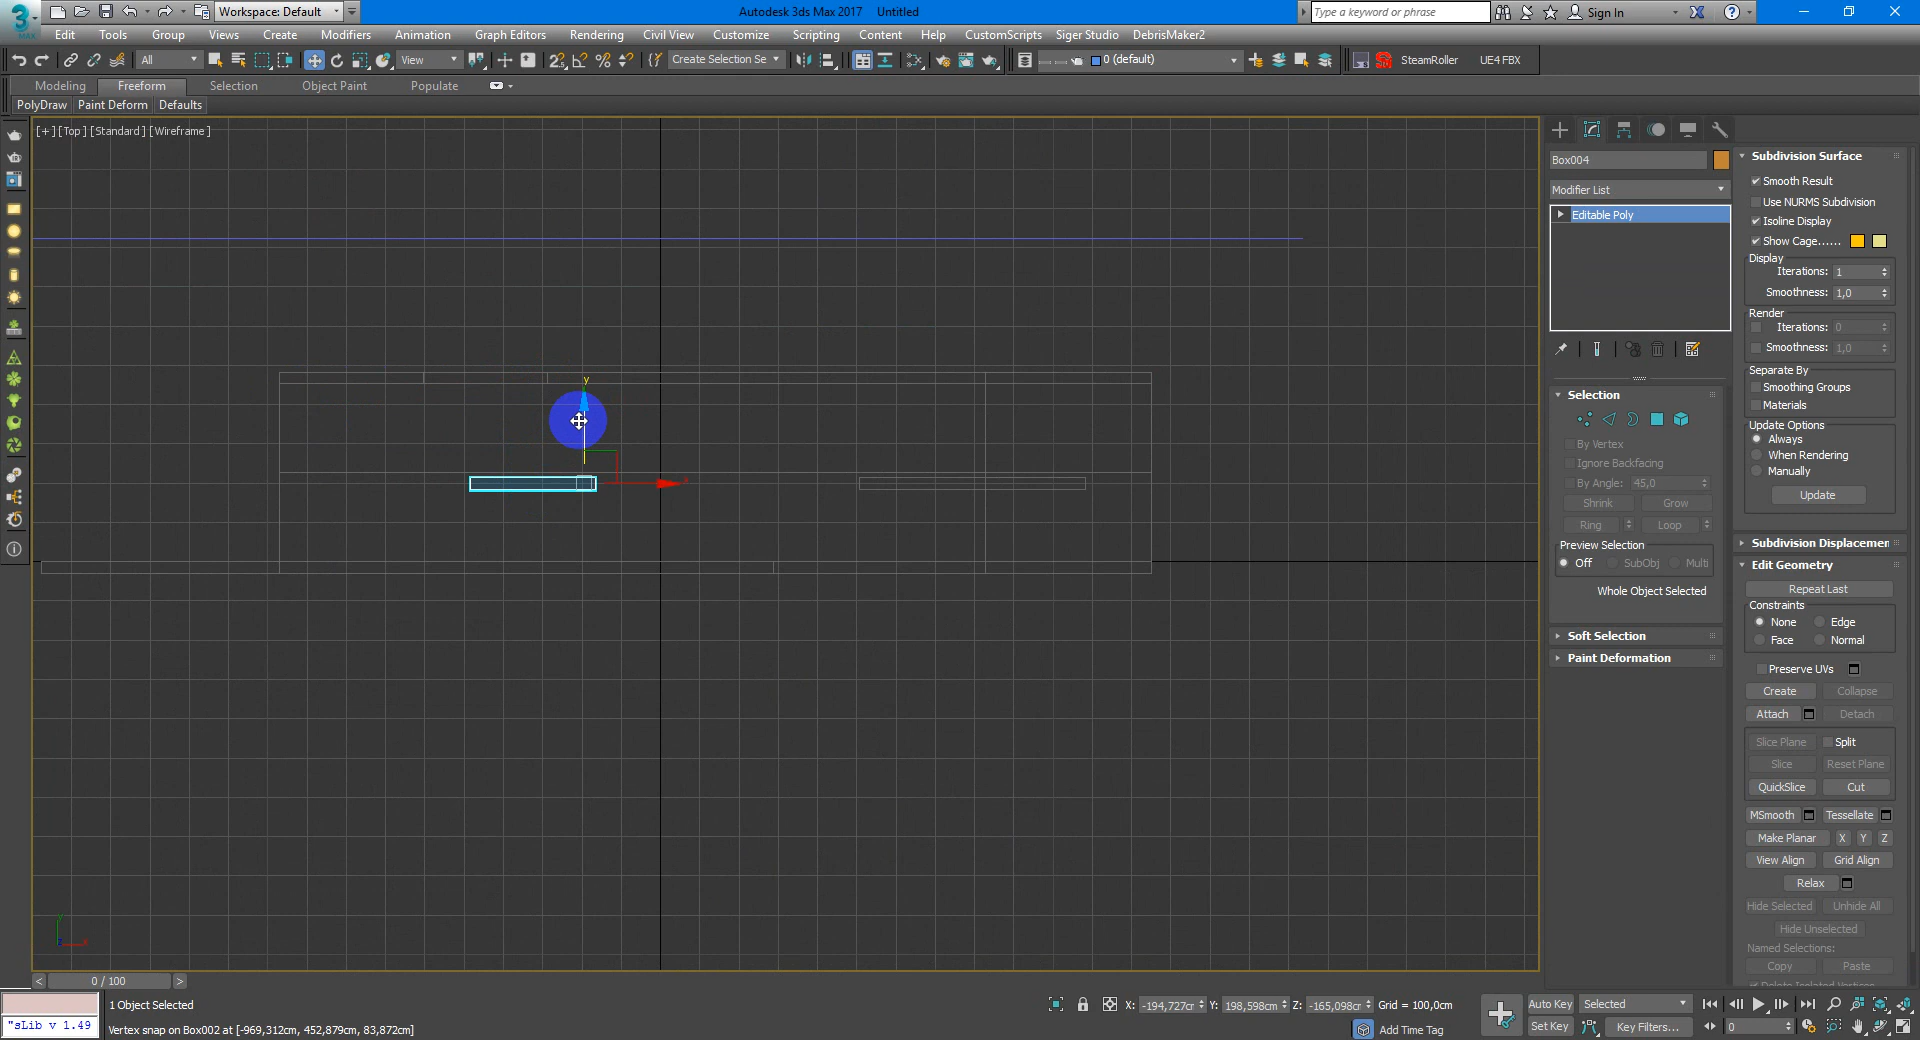 Workspace: Default
Autodesk 3ds Max 2017 Untitled
Type a keyword or phrase
Sign In
Edit Tools Group Views Create Modifiers Animation Graph Editors Rendering Civil View Customize Scripting Content Help CustomScripts Siger Studio DebrisMaker2
MAX
All View Create Selection Se 0 (default) SteamRoller UE4 FBX
Modeling Freeform Selection Object Paint Populate
PolyDraw Paint Deform Defaults
[+] [Top] [Standard] [Wireframe]
y
Box004
Modifier List
Editable Poly
Selection
By Vertex
Ignore Backfacing
By Angle: 45,0
Shrink Grow
Ring Loop
Preview Selection
Off SubObj Multi
Whole Object Selected
Soft Selection
Paint Deformation
Subdivision Surface
Smooth Result
Use NURMS Subdivision
Isoline Display
Show Cage......
Display
Iterations: 1
Smoothness: 1,0
Render
Iterations: 0
Smoothness: 1,0
Separate By
Smoothing Groups
Materials
Update Options
Always
When Rendering
Manually
Update
Subdivision Displacemen
Edit Geometry
Repeat Last
Constraints
None Edge
Face Normal
Preserve UVs
Create Collapse
Attach Detach
Slice Plane Split
Slice Reset Plane
QuickSlice Cut
MSmooth Tessellate
Make Planar X Y Z
View Align Grid Align
Relax
Hide Selected Unhide All
Hide Unselected
Named Selections:
Copy Paste
< 0 / 100 >
1 Object Selected
X: -194,727cr Y: 198,598cm Z: -165,098cr Grid = 100,0cm
Auto Key Selected
"sLib v 1.49
Vertex snap on Box002 at [-969,312cm, 452,879cm, 83,872cm]
Add Time Tag
Set Key Key Filters... 0